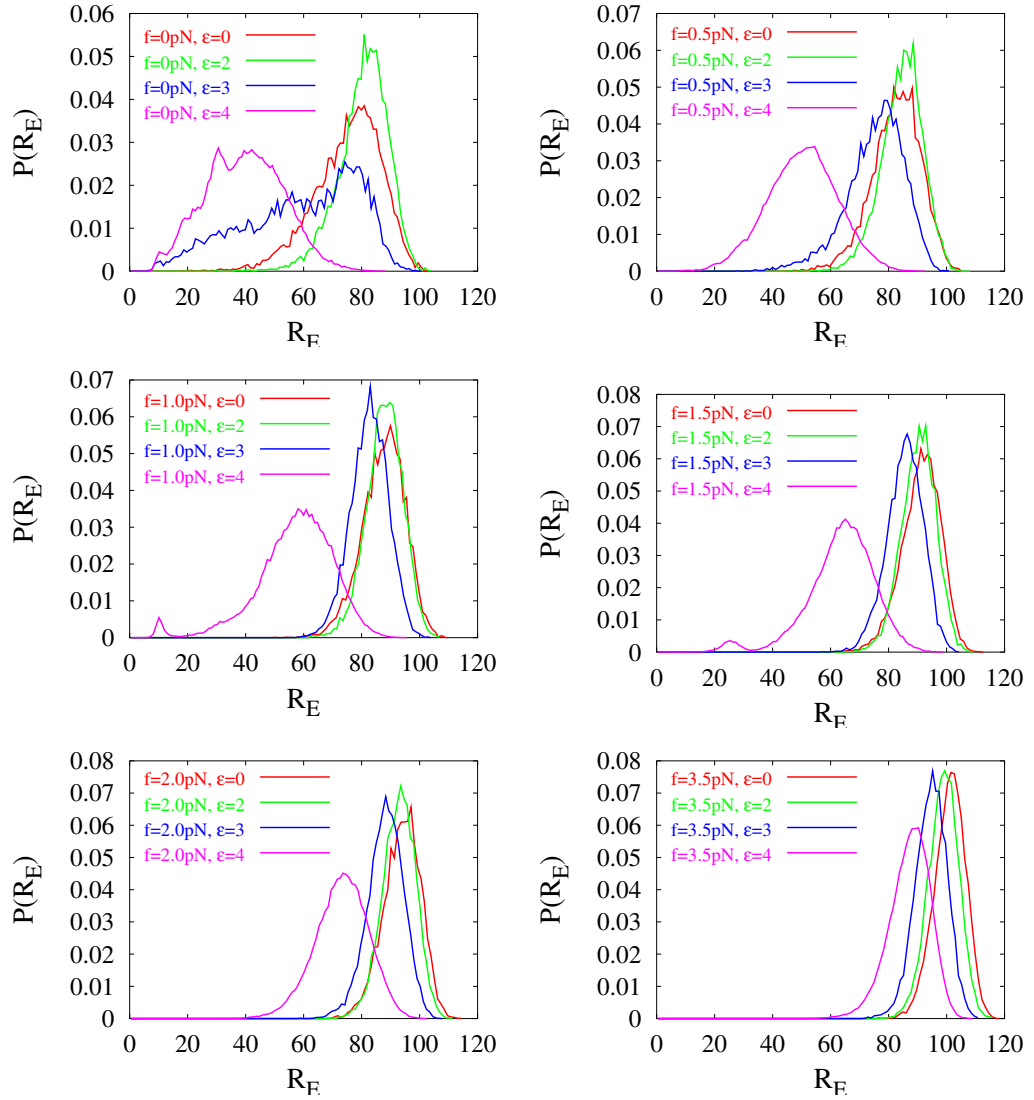 0.06
0.05
0.04
0.03
0.02
0.01
0
P(R_E)
f=0pN, ε=0
f=0pN, ε=2
f=0pN, ε=3
f=0pN, ε=4
0 20 40 60 80 100 120
R_E
0.07
0.06
0.05
0.04
0.03
0.02
0.01
0
P(R_E)
f=0.5pN, ε=0
f=0.5pN, ε=2
f=0.5pN, ε=3
f=0.5pN, ε=4
0 20 40 60 80 100 120
R_E
0.07
0.06
0.05
0.04
0.03
0.02
0.01
0
P(R_E)
f=1.0pN, ε=0
f=1.0pN, ε=2
f=1.0pN, ε=3
f=1.0pN, ε=4
0 20 40 60 80 100 120
R_E
0.08
0.07
0.06
0.05
0.04
0.03
0.02
0.01
0
P(R_E)
f=1.5pN, ε=0
f=1.5pN, ε=2
f=1.5pN, ε=3
f=1.5pN, ε=4
0 20 40 60 80 100 120
R_E
0.08
0.07
0.06
0.05
0.04
0.03
0.02
0.01
0
P(R_E)
f=2.0pN, ε=0
f=2.0pN, ε=2
f=2.0pN, ε=3
f=2.0pN, ε=4
0 20 40 60 80 100 120
R_E
0.08
0.07
0.06
0.05
0.04
0.03
0.02
0.01
0
P(R_E)
f=3.5pN, ε=0
f=3.5pN, ε=2
f=3.5pN, ε=3
f=3.5pN, ε=4
0 20 40 60 80 100 120
R_E